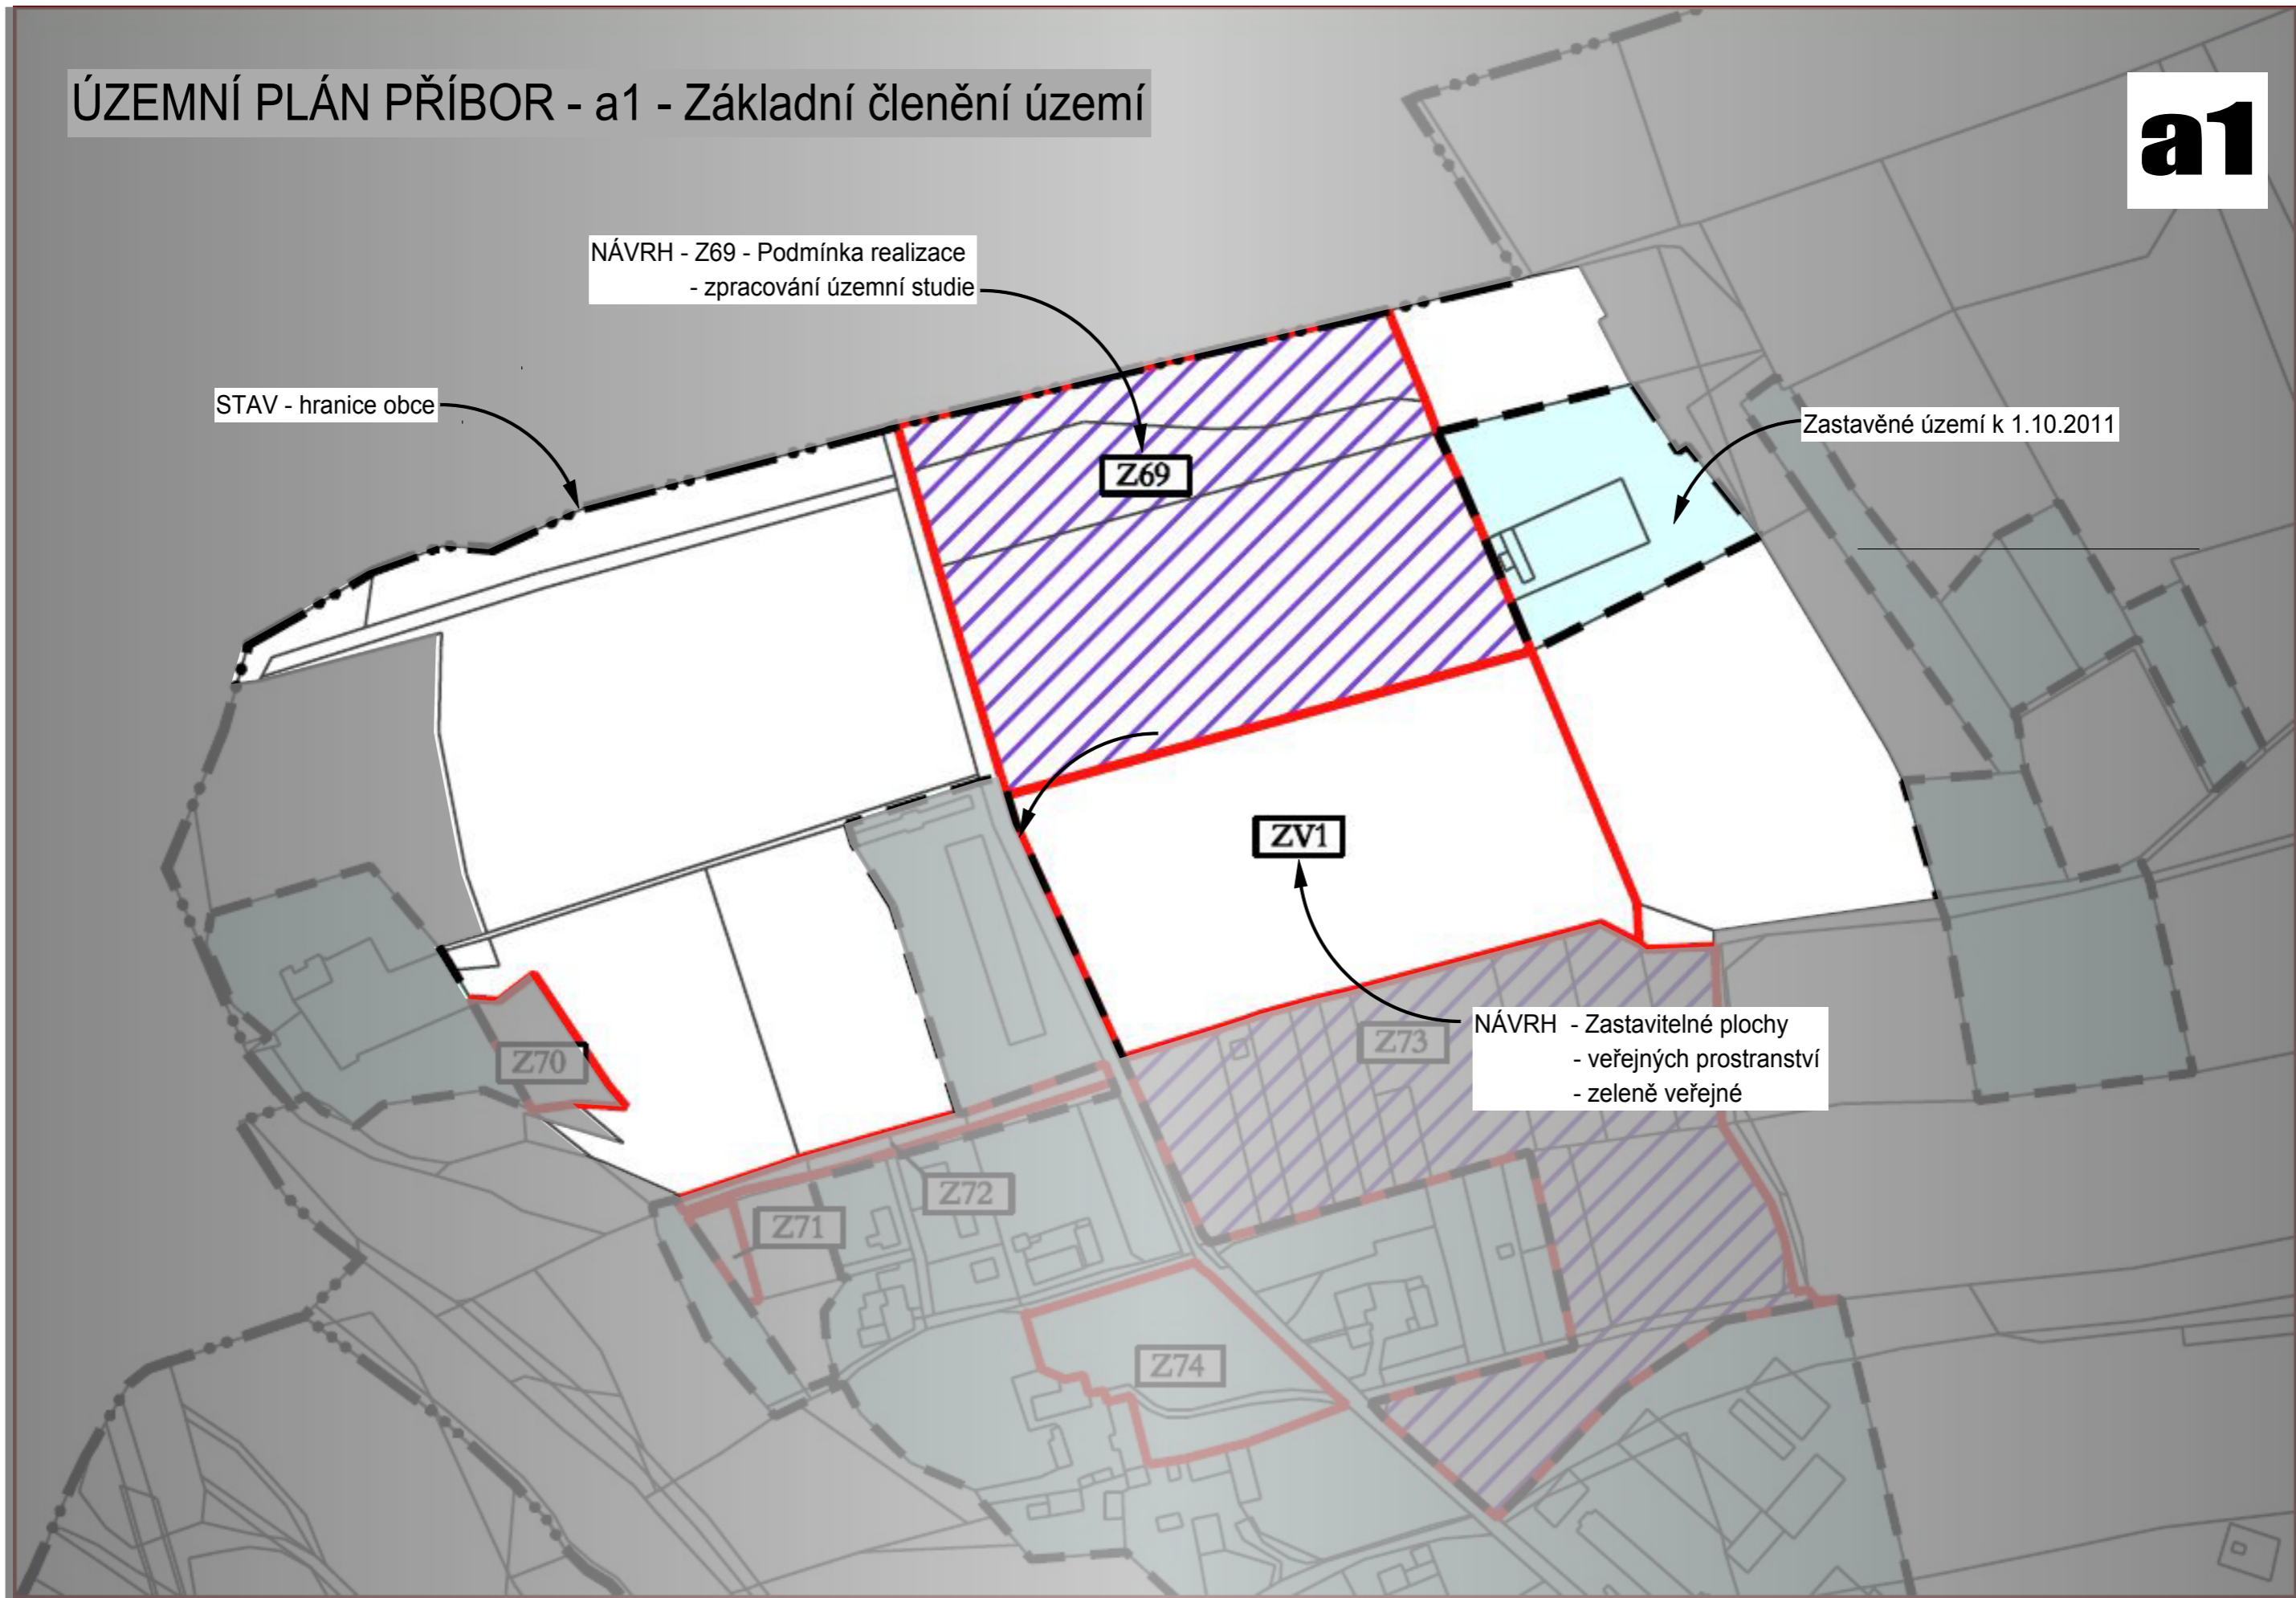 ÚZEMNÍ PLÁN PŘÍBOR - a1 - Základní členění území
a1
NÁVRH - Z69 - Podmínka realizace
- zpracování územní studie
STAV - hranice obce
Zastavěné území k 1.10.2011
Z69
ZV1
NÁVRH - Zastavitelné plochy
- veřejných prostranství
- zeleně veřejné
Z73
Z70
Z72
Z71
Z74